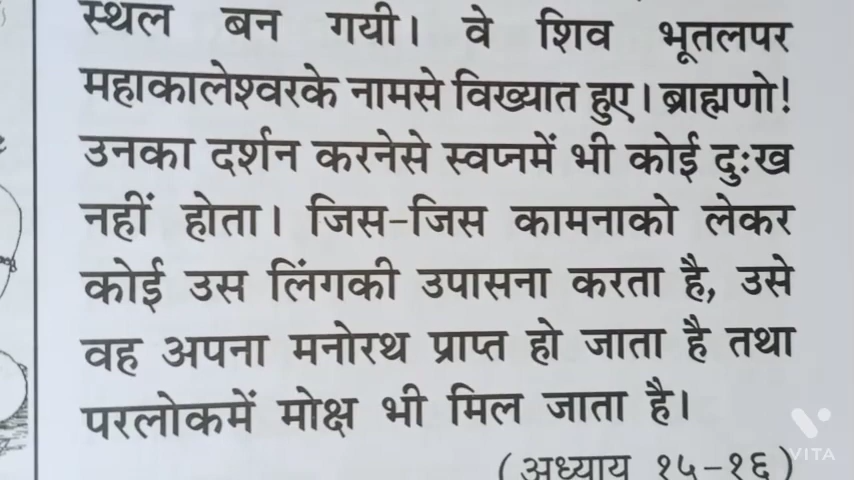 स्थल बन गयी। वे शिव भूतलपर
महाकालेश्वरके नामसे विख्यात हुए। ब्राह्मणो!
उनका दर्शन करनेसे स्वप्नमें भी कोई दुःख
नहीं होता। जिस-जिस कामनाको लेकर
कोई उस लिंगकी उपासना करता है, उसे
वह अपना मनोरथ प्राप्त हो जाता है तथा
परलोकमें मोक्ष भी मिल जाता है।
(अध्याय १५-१६)
VITA